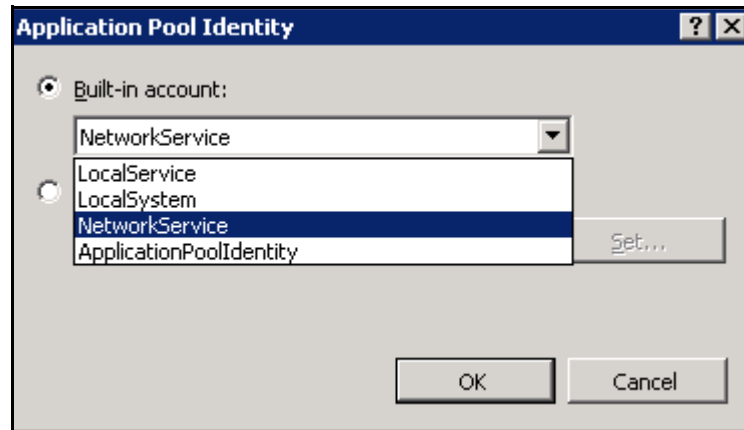 Application Pool Identity
? X
Built-in account:
NetworkService
LocalService
LocalSystem
NetworkService
ApplicationPoolIdentity
Set...
OK Cancel